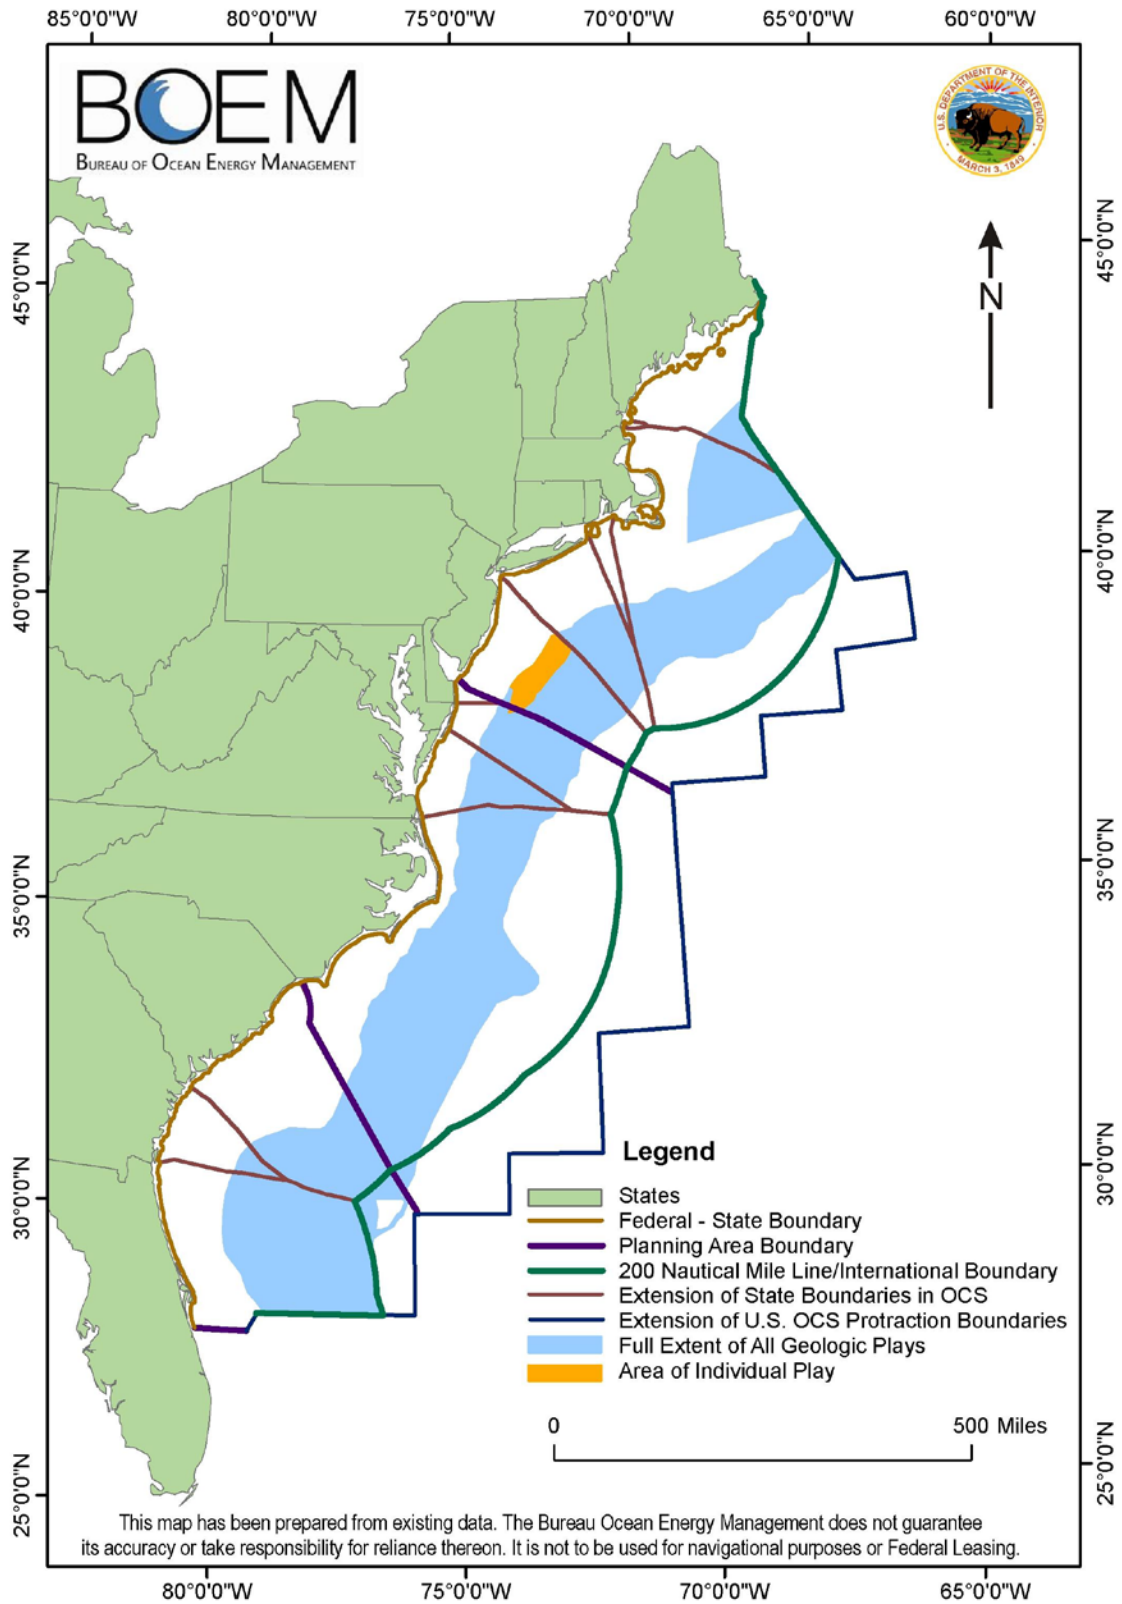 85°0'0"W 80°0'0"W 75°0'0"W 70°0'0"W 65°0'0"W 60°0'0"W
BOEM
BUREAU OF OCEAN ENERGY MANAGEMENT
U.S. DEPARTMENT OF THE INTERIOR
MARCH 3, 1849
N
45°0'0"N
40°0'0"N
35°0'0"N
30°0'0"N
25°0'0"N
45°0'0"N
40°0'0"N
35°0'0"N
30°0'0"N
25°0'0"N
Legend
States
Federal - State Boundary
Planning Area Boundary
200 Nautical Mile Line/International Boundary
Extension of State Boundaries in OCS
Extension of U.S. OCS Protraction Boundaries
Full Extent of All Geologic Plays
Area of Individual Play
0 500 Miles
This map has been prepared from existing data. The Bureau Ocean Energy Management does not guarantee
its accuracy or take responsibility for reliance thereon. It is not to be used for navigational purposes or Federal Leasing.
80°0'0"W 75°0'0"W 70°0'0"W 65°0'0"W